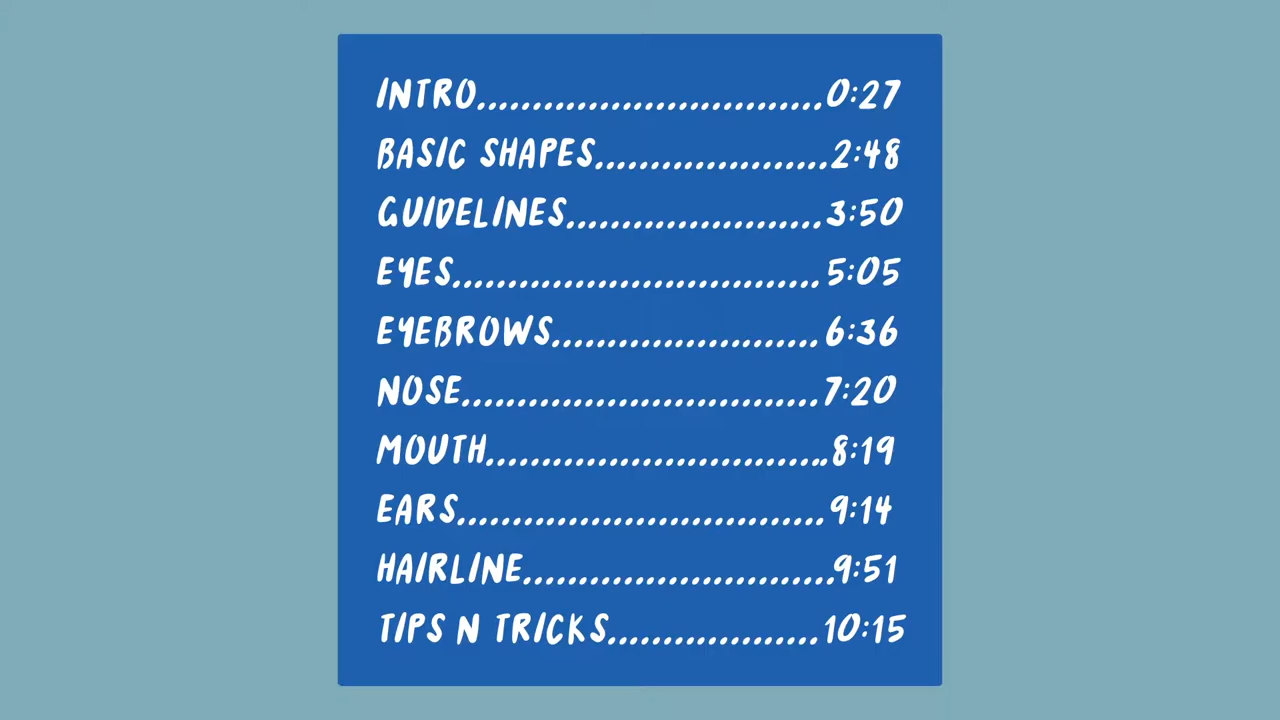 INTRO...............................0:27
BASIC SHAPES.....................2:48
GUIDELINES.......................3:50
EYES.................................5:05
EYEBROWS........................6:36
NOSE................................7:20
MOUTH...............................8:19
EARS.................................9:14
HAIRLINE............................9:51
TIPS N TRICKS...................10:15